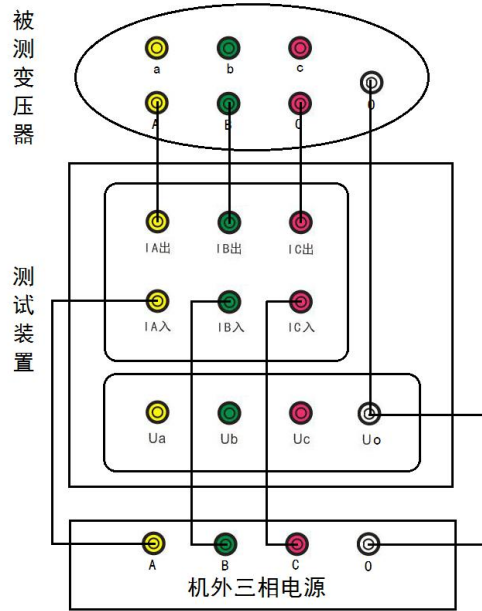 被测变压器
a b c
A B C 0
测试装置
IA出 IB出 IC出
IA入 IB入 IC入
Ua Ub Uc Uo
A B C 0
机外三相电源